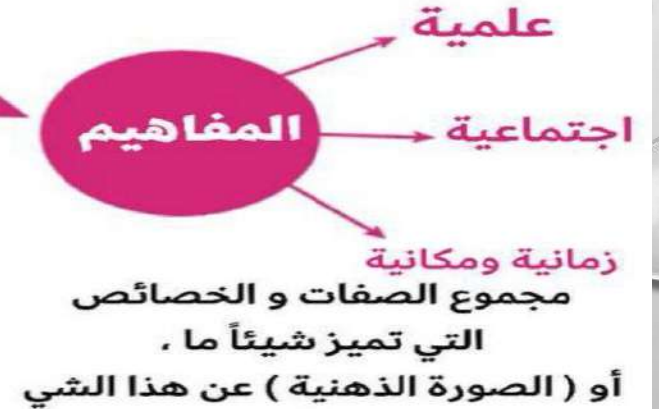 علمية
المفاهيم
اجتماعية
زمانية ومكانية
مجموع الصفات و الخصائص
التي تميز شيئاً ما ،
أو ( الصورة الذهنية ) عن هذا الشي